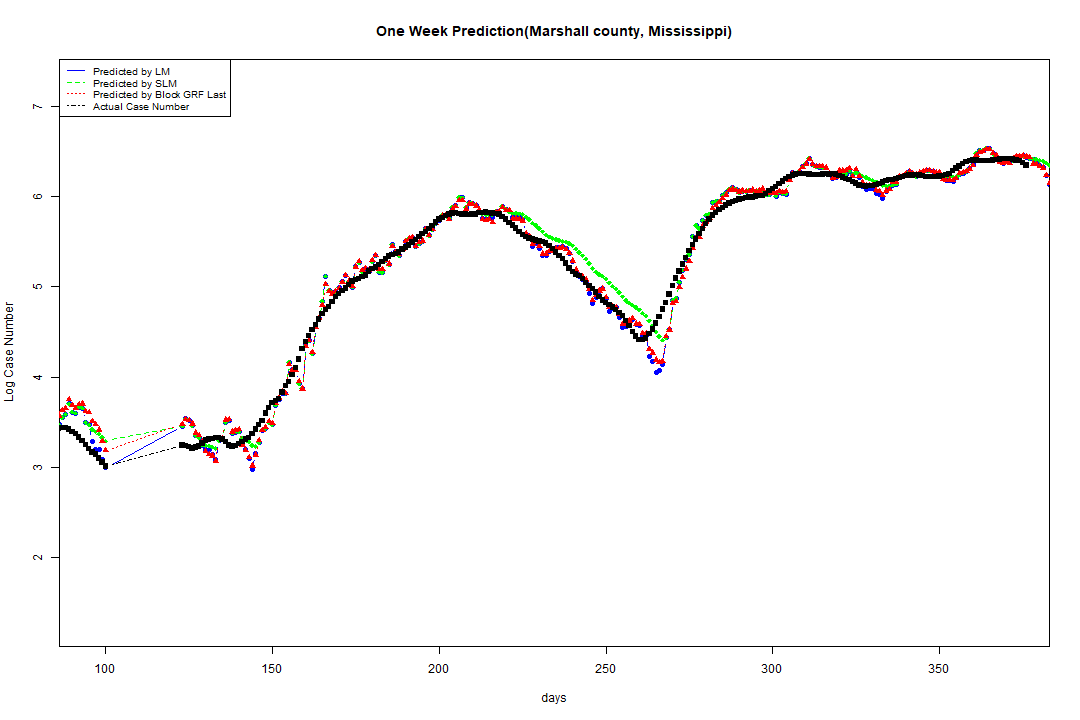 One Week Prediction(Marshall county, Mississippi)
Predicted by LM
Predicted by SLM
Predicted by Block GRF Last
Actual Case Number
7
6
5
4
3
2
Log Case Number
100 150 200 250 300 350
days